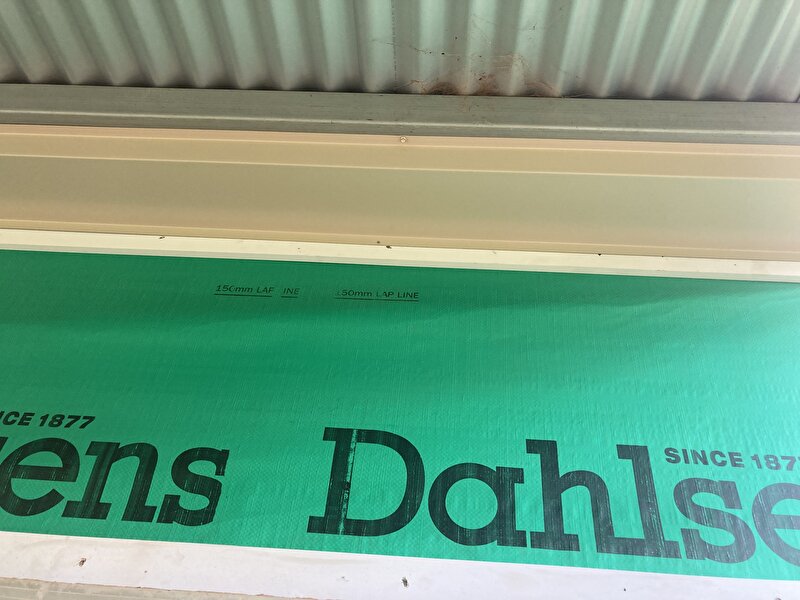 150mm LAP LINE 150mm LAP LINE
SINCE 1877
ens
Dahlse
SINCE 187